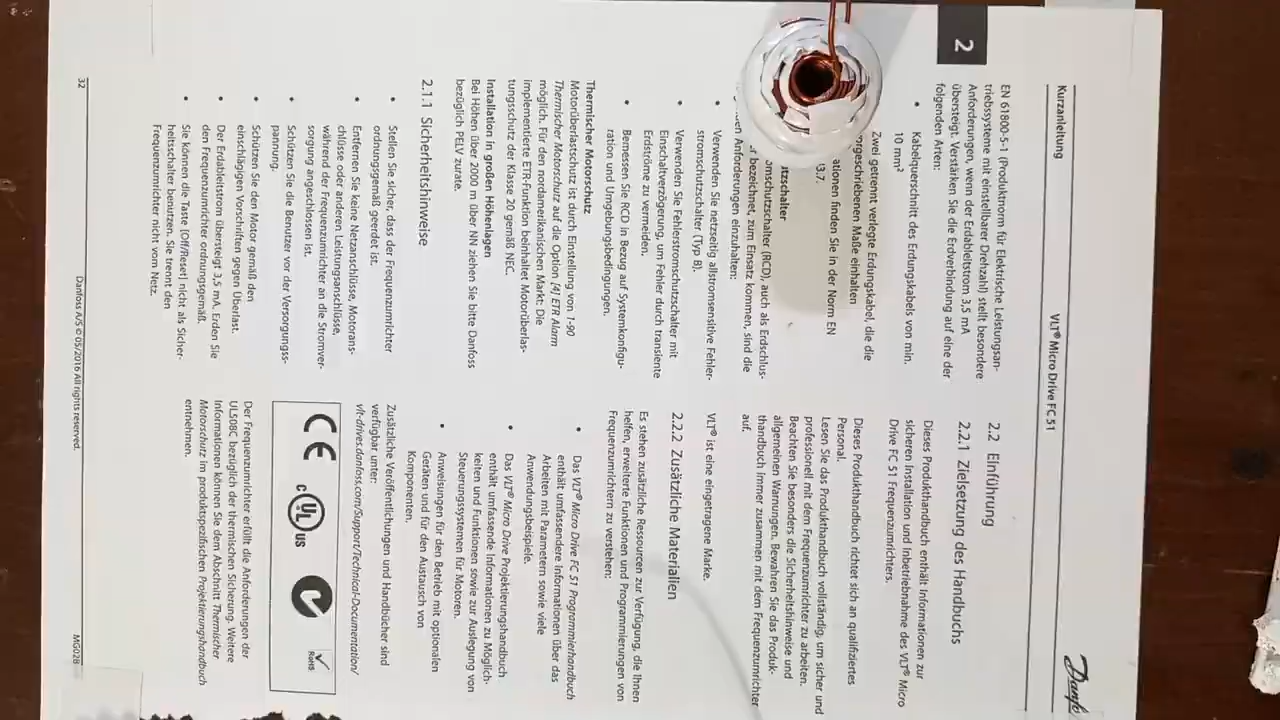 Kurzanleitung
VLT® Micro Drive FC 51
2
EN 61800-5-1 (Produktnorm für Elektrische Leistungsan-
triebssysteme mit einstellbarer Drehzahl) stellt besondere
Anforderungen, wenn der Erdableitstrom 3,5 mA
übersteigt. Verstärken Sie die Erdverbindung auf eine der
folgenden Arten:
• Kabelquerschnitt des Erdungskabels von min.
10 mm²
Zwei getrennt verlegte Erdungskabel, die die
vorgeschriebenen Maße einhalten
ationen finden Sie in der Norm EN
bezeichnet, zum Einsatz kommen, sind die
Anforderungen einzuhalten:
• Verwenden Sie netzseitig allstromsensitive Fehler-
stromschutzschalter (Typ B).
• Verwenden Sie Fehlerstromschutzschalter mit
Einschaltverzögerung, um Fehler durch transiente
Erdströme zu vermeiden.
• Bemessen Sie RCD in Bezug auf Systemkonfigu-
ration und Umgebungsbedingungen.
Thermischer Motorschutz
Motorüberlastschutz ist durch Einstellung von 1-90
Thermischer Motorschutz auf die Option [4] ETR Alarm
möglich. Für den nordamerikanischen Markt: Die
implementierte ETR-Funktion beinhaltet Motorüberlas-
tungsschutz der Klasse 20 gemäß NEC.
Installation in großen Höhenlagen
Bei Höhen über 2000 m über NN ziehen Sie bitte Danfoss
bezüglich PELV zurate.
2.1.1 Sicherheitshinweise
• Stellen Sie sicher, dass der Frequenzumrichter
ordnungsgemäß geerdet ist.
• Entfernen Sie keine Netzanschlüsse, Motorans-
chlüsse oder anderen Leistungsanschlüsse,
während der Frequenzumrichter an die Stromver-
sorgung angeschlossen ist.
• Schützen Sie die Benutzer vor der Versorgungss-
pannung.
• Schützen Sie den Motor gemäß den
einschlägigen Vorschriften gegen Überlast.
• Der Erdableitstrom übersteigt 3,5 mA. Erden Sie
den Frequenzumrichter ordnungsgemäß.
• Sie können die Taste [Off/Reset] nicht als Sicher-
heitsschalter benutzen. Sie trennt den
Frequenzumrichter nicht vom Netz.
2.2 Einführung
2.2.1 Zielsetzung des Handbuchs
Dieses Produkthandbuch enthält Informationen zur
sicheren Installation und Inbetriebnahme des VLT® Micro
Drive FC 51 Frequenzumrichters.
Dieses Produkthandbuch richtet sich an qualifiziertes
Personal.
Lesen Sie das Produkthandbuch vollständig, um sicher und
professionell mit dem Frequenzumrichter zu arbeiten.
Beachten Sie besonders die Sicherheitshinweise und
allgemeinen Warnungen. Bewahren Sie das Produk-
thandbuch immer zusammen mit dem Frequenzumrichter
auf.
VLT® ist eine eingetragene Marke.
2.2.2 Zusätzliche Materialien
Es stehen zusätzliche Ressourcen zur Verfügung, die Ihnen
helfen, erweiterte Funktionen und Programmierungen von
Frequenzumrichtern zu verstehen:
• Das VLT® Micro Drive FC 51 Programmierhandbuch
enthält umfassendere Informationen über das
Arbeiten mit Parametern sowie viele
Anwendungsbeispiele.
• Das VLT® Micro Drive Projektierungshandbuch
enthält umfassende Informationen zu Möglich-
keiten und Funktionen sowie zur Auslegung von
Steuerungssystemen für Motoren.
• Anweisungen für den Betrieb mit optionalen
Geräten und für den Austausch von
Komponenten.
Zusätzliche Veröffentlichungen und Handbücher sind
verfügbar unter:
vlt-drives.danfoss.com/Support/Technical-Documentation/
CE c UL us RoHS
Der Frequenzumrichter erfüllt die Anforderungen der
UL508C bezüglich der thermischen Sicherung. Weitere
Informationen können Sie dem Abschnitt Thermischer
Motorschutz im produktspezifischen Projektierungshandbuch
entnehmen.
32
Danfoss A/S © 05/2016 All rights reserved.
MG02B